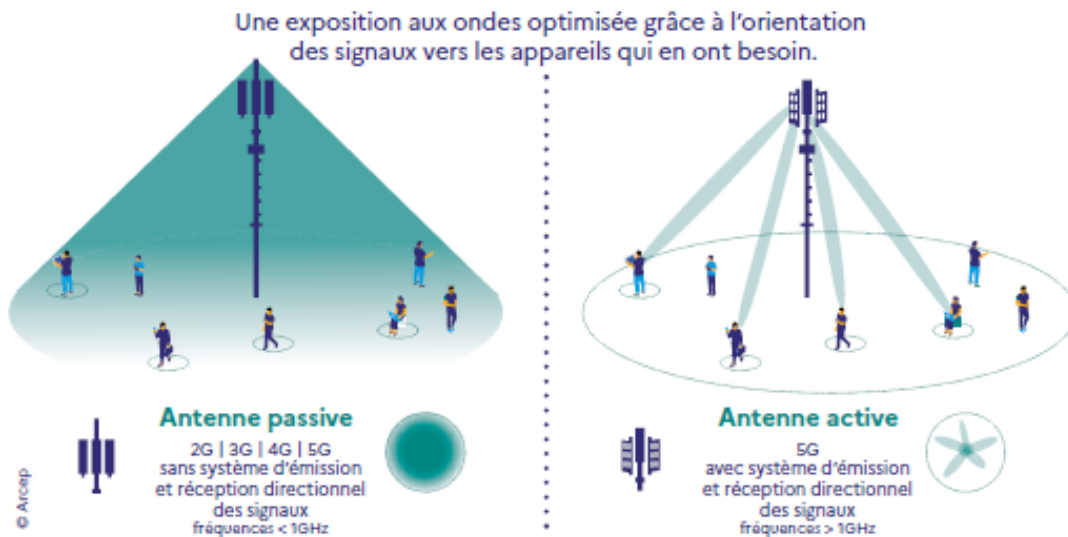 Une exposition aux ondes optimisée grâce à l'orientation
des signaux vers les appareils qui en ont besoin.
Antenne passive
2G | 3G | 4G | 5G
sans système d'émission
et réception directionnel
des signaux
fréquences < 1GHz
Antenne active
5G
avec système d'émission
et réception directionnel
des signaux
fréquences > 1GHz
© Arcep